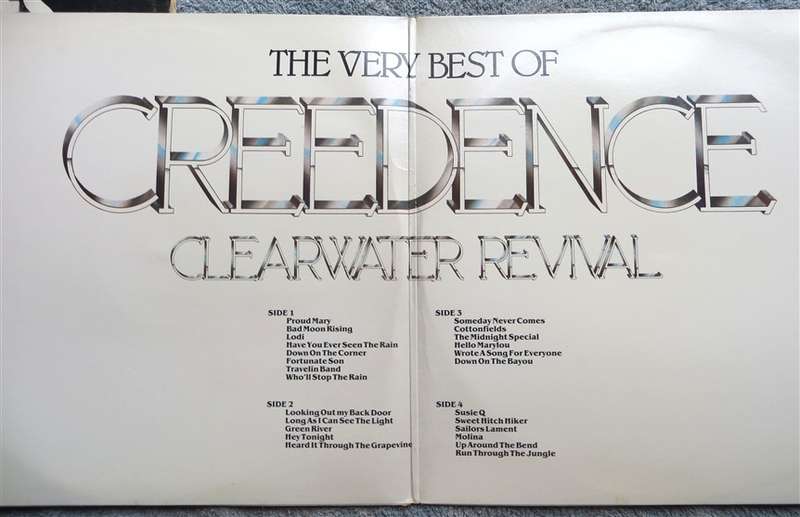 THE VERY BEST OF
CREEDENCE
CLEARWATER REVIVAL
SIDE 1
Proud Mary
Bad Moon Rising
Lodi
Have You Ever Seen The Rain
Down On The Corner
Fortunate Son
Travelin Band
Who'll Stop The Rain
SIDE 2
Looking Out my Back Door
Long As I Can See The Light
Green River
Hey Tonight
Heard It Through The Grapevine
SIDE 3
Someday Never Comes
Cottonfields
The Midnight Special
Hello Marylou
Wrote A Song For Everyone
Down On The Bayou
SIDE 4
Susie Q
Sweet Hitch Hiker
Sailors Lament
Molina
Up Around The Bend
Run Through The Jungle